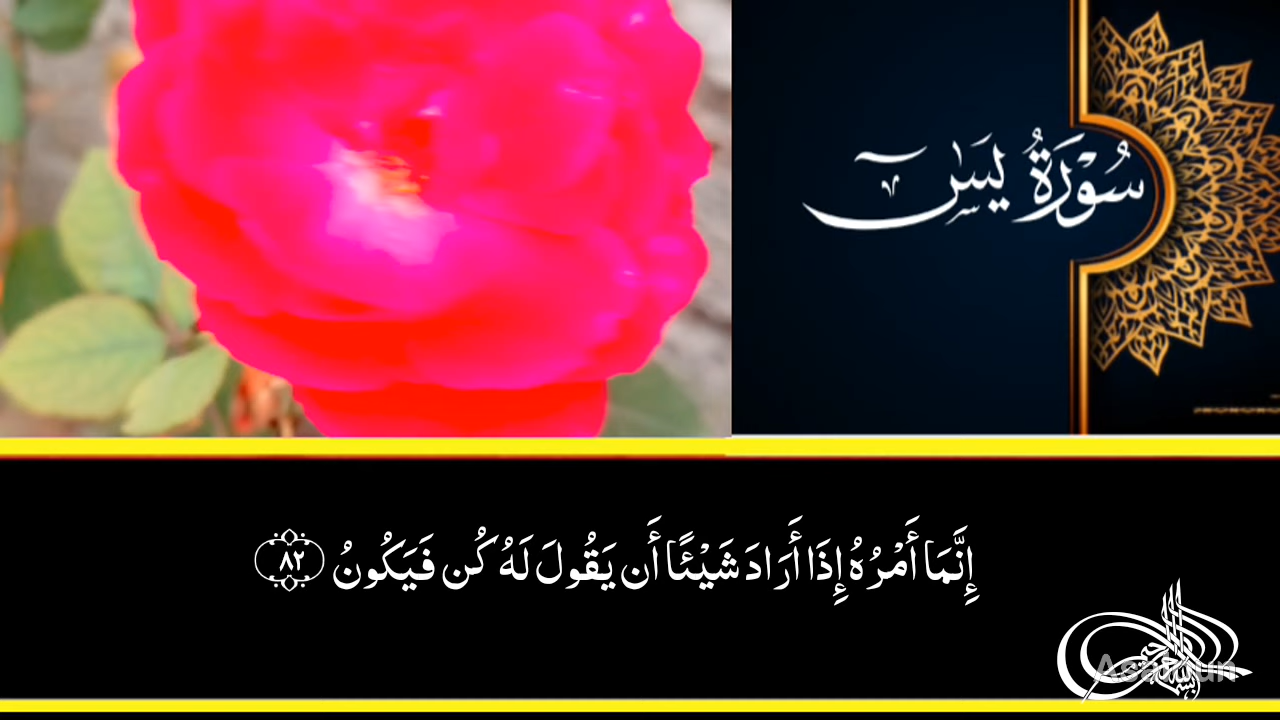 سُورَةُ يسٓ
إِنَّمَا أَمْرُهُ إِذَا أَرَادَ شَيْئًا أَن يَقُولَ لَهُ كُن فَيَكُونُ ٨٢